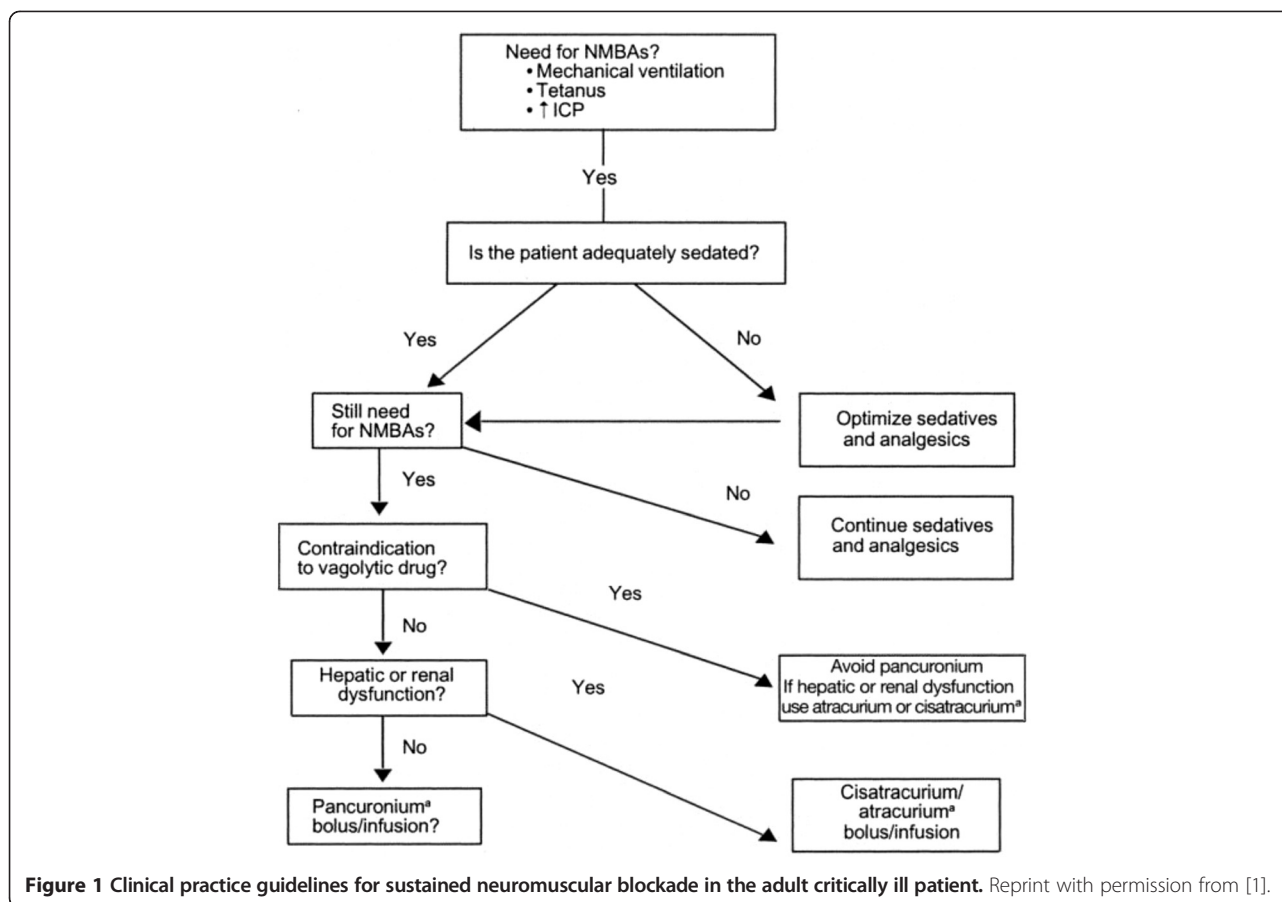 Need for NMBAs?
• Mechanical ventilation
• Tetanus
• ↑ ICP
Yes
Is the patient adequately sedated?
Yes
No
Still need
for NMBAs?
Optimize sedatives
and analgesics
Yes
No
Continue sedatives
and analgesics
Contraindication
to vagolytic drug?
Yes
No
Avoid pancuronium
If hepatic or renal dysfunction
use atracurium or cisatracuriumᵃ
Hepatic or renal
dysfunction?
Yes
No
Pancuroniumᵃ
bolus/infusion?
Cisatracurium/
atracuriumᵃ
bolus/infusion
Figure 1 Clinical practice guidelines for sustained neuromuscular blockade in the adult critically ill patient. Reprint with permission from [1].